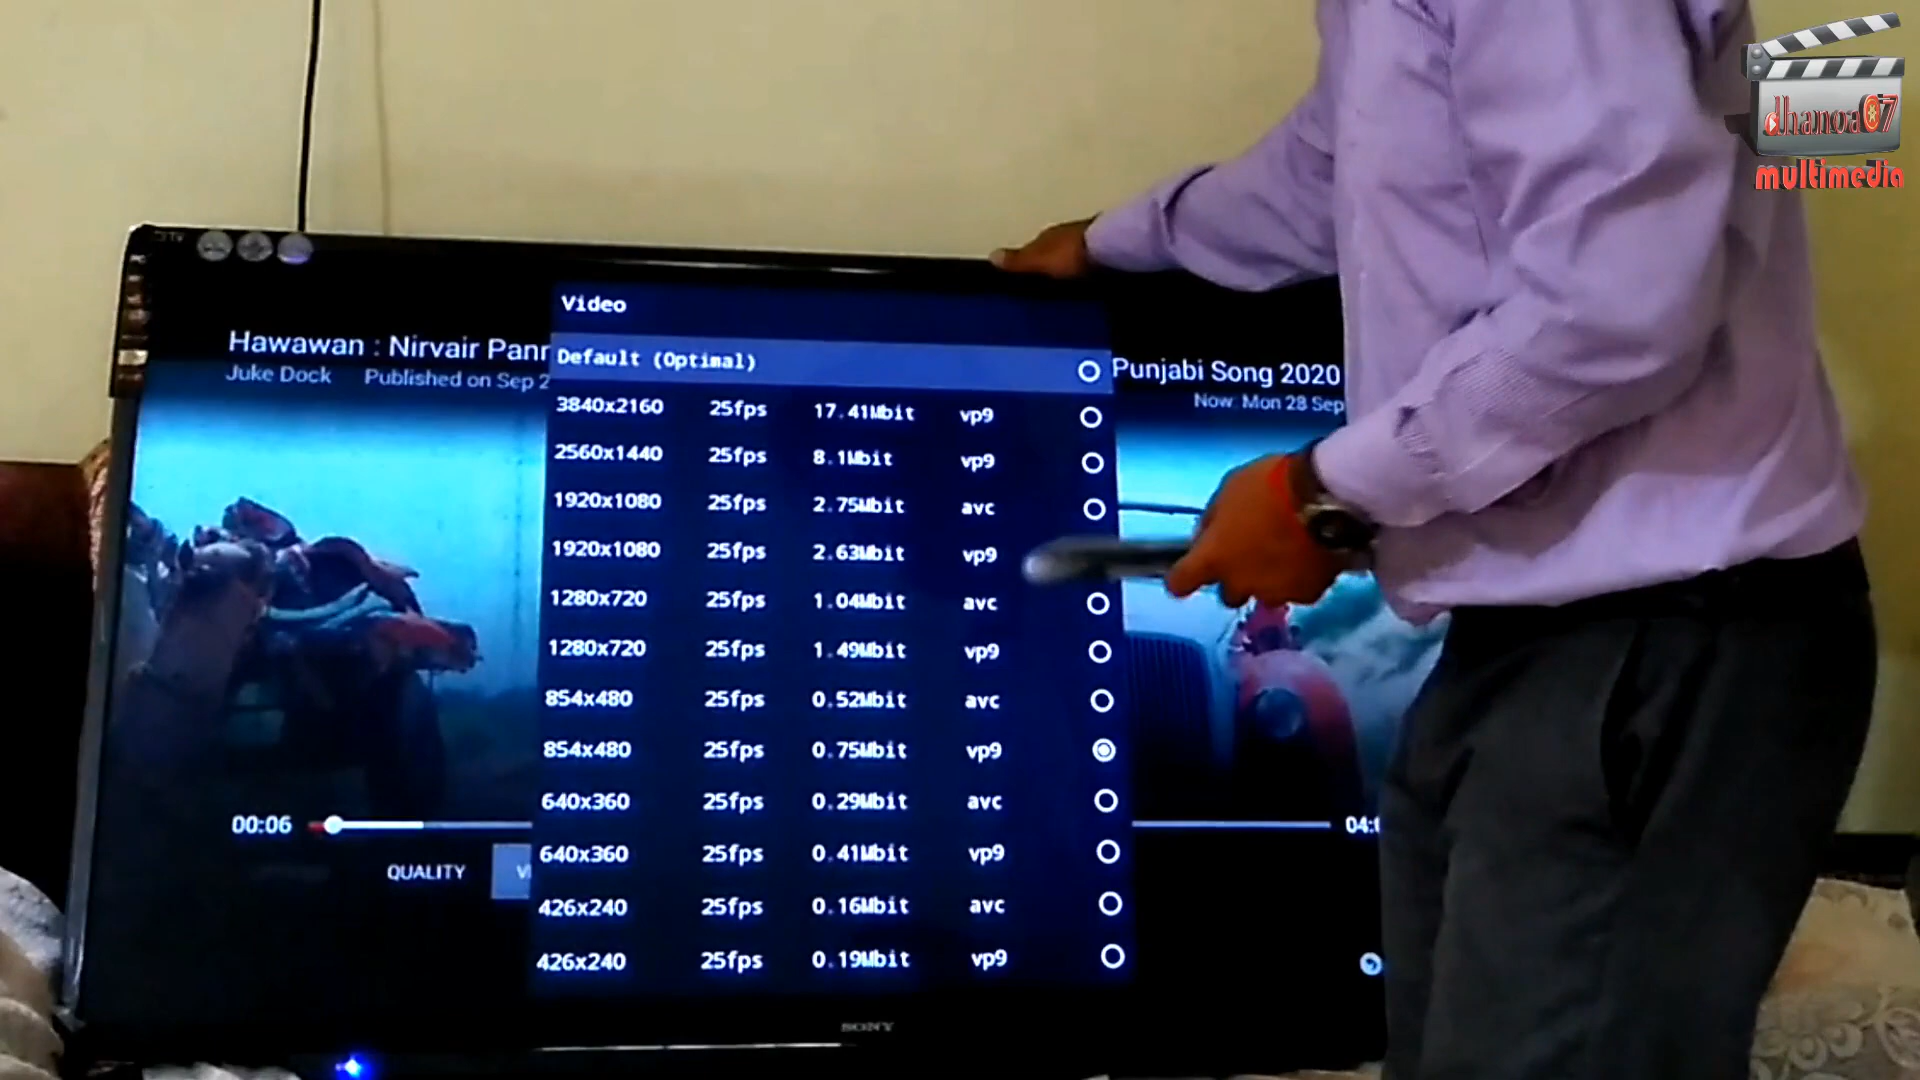 dhanoa07
multimedia
Video
Hawawan : Nirvair Pann
Juke Dock Published on Sep 2
Punjabi Song 2020
Now: Mon 28 Sep
Default (Optimal)
3840x2160 25fps 17.41Mbit vp9
2560x1440 25fps 8.1Mbit vp9
1920x1080 25fps 2.75Mbit avc
1920x1080 25fps 2.63Mbit vp9
1280x720 25fps 1.04Mbit avc
1280x720 25fps 1.49Mbit vp9
854x480 25fps 0.52Mbit avc
854x480 25fps 0.75Mbit vp9
640x360 25fps 0.29Mbit avc
00:06 04:
640x360 25fps 0.41Mbit vp9
QUALITY
426x240 25fps 0.16Mbit avc
426x240 25fps 0.19Mbit vp9
SONY